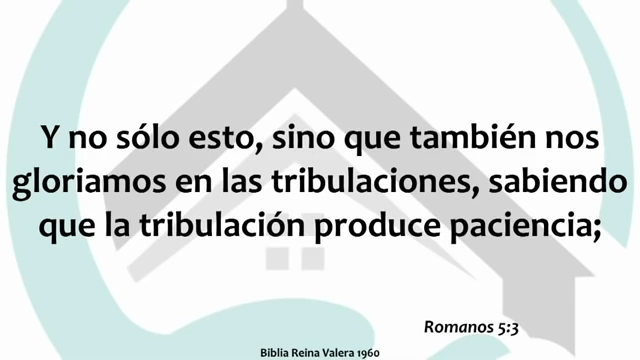 Y no sólo esto, sino que también nos
gloriamos en las tribulaciones, sabiendo
que la tribulación produce paciencia;
Romanos 5:3
Biblia Reina Valera 1960